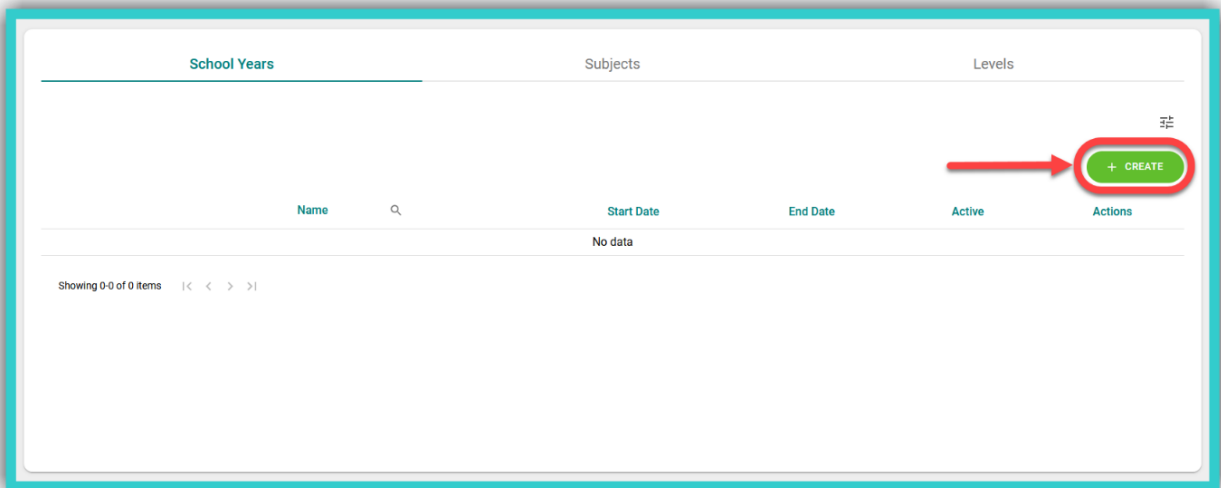 School Years Subjects Levels
+ CREATE
Name Start Date End Date Active Actions
No data
Showing 0-0 of 0 items